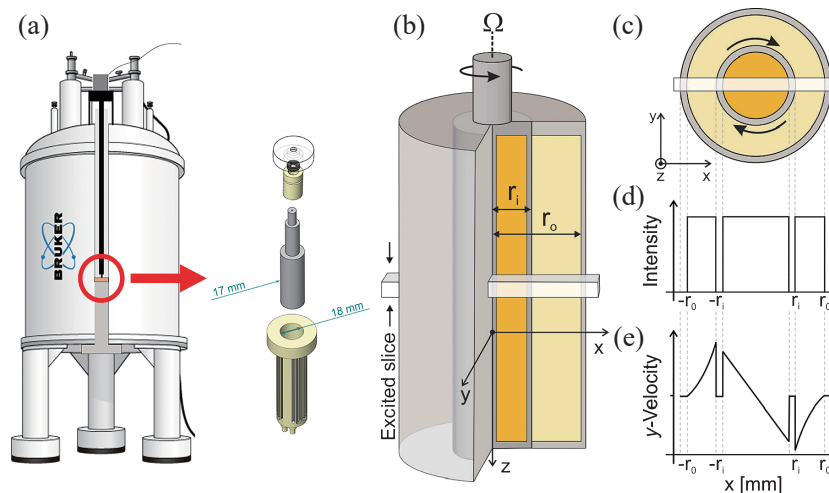 (a)
BRUKER
17 mm
18 mm
(b)
Ω
r_i
r_o
Excited slice
x
y
z
(c)
y
z
x
(d)
Intensity
-r_0
-r_i
r_i
r_0
(e)
y-Velocity
-r_0
-r_i
r_i
r_0
x [mm]